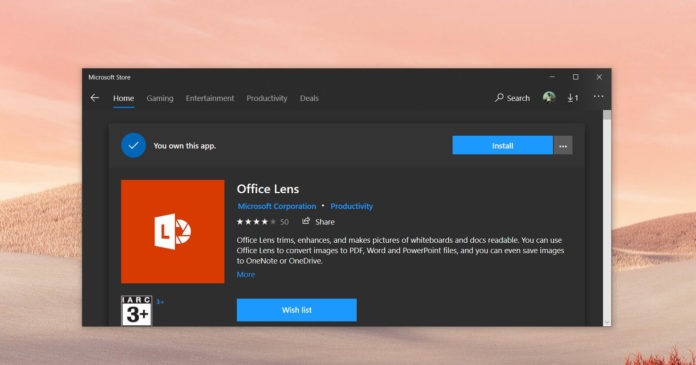 Microsoft Store
Home Gaming Entertainment Productivity Deals Search 1
You own this app. Install
Office Lens
Microsoft Corporation • Productivity
50 Share
Office Lens trims, enhances, and makes pictures of whiteboards and docs readable. You can use
Office Lens to convert images to PDF, Word and PowerPoint files, and you can even save images
to OneNote or OneDrive.
More
L
IARC 3+
3+
Wish list